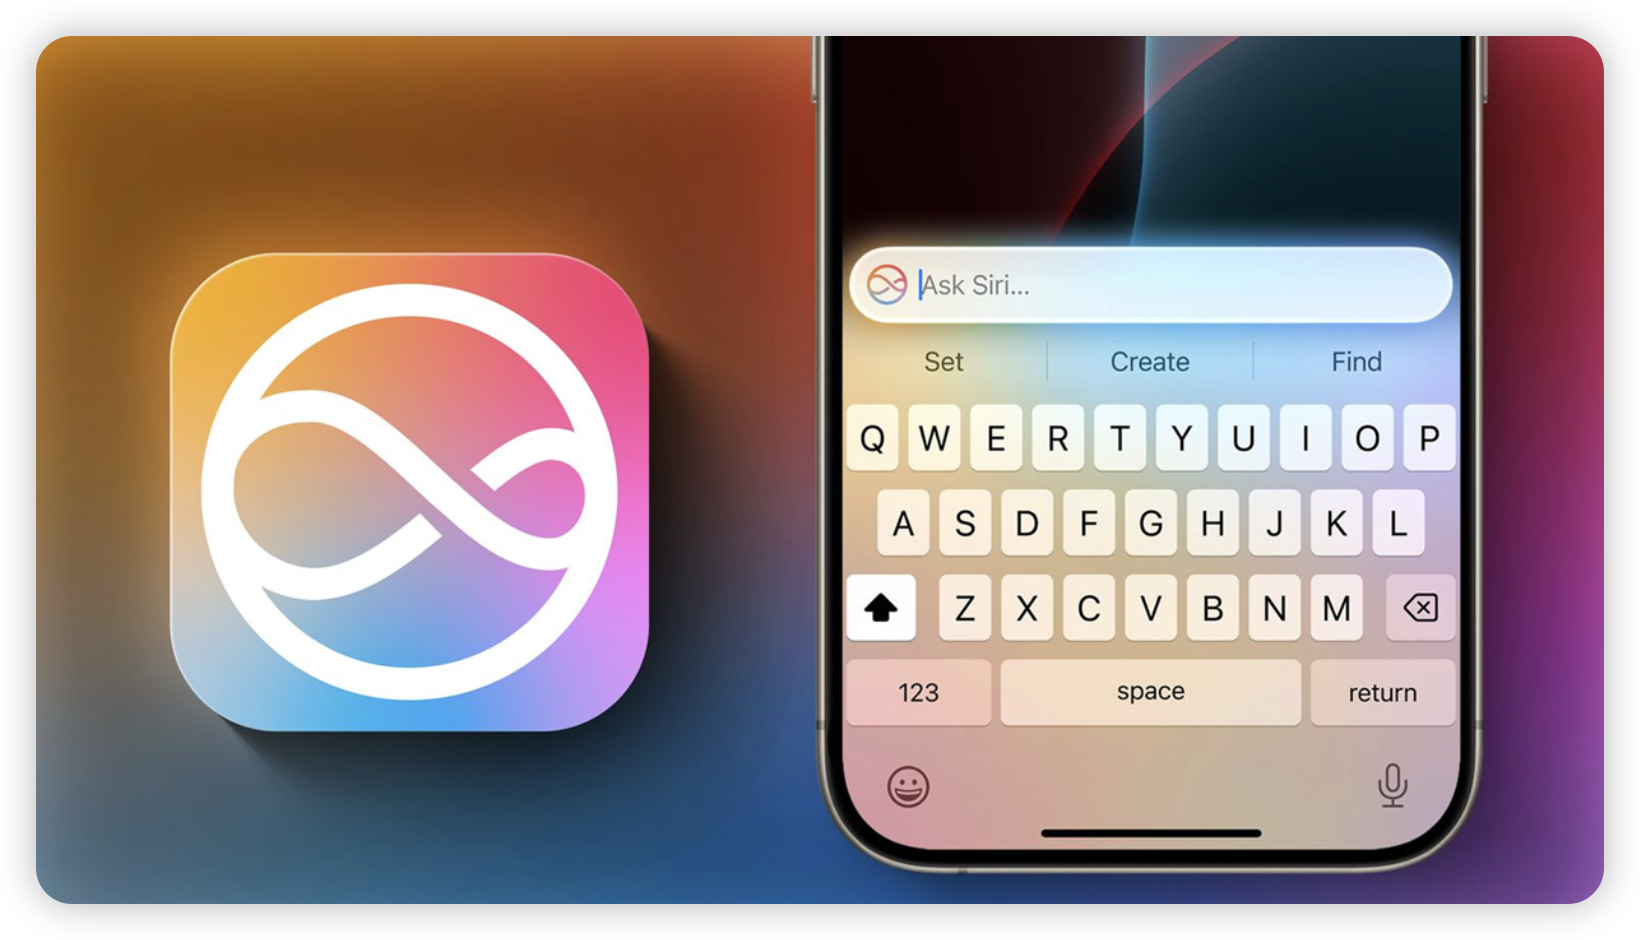 Ask Siri...
Set Create Find
Q W E R T Y U I O P
A S D F G H J K L
Z X C V B N M
123 space return